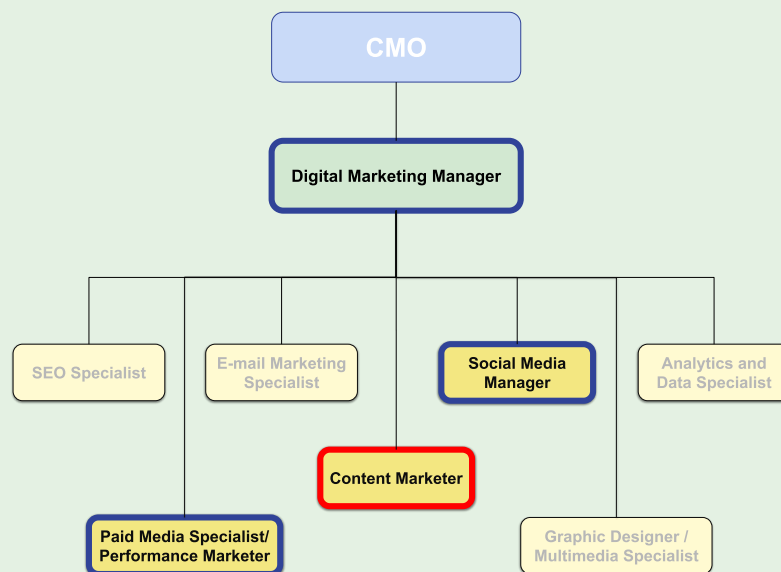 CMO
Digital Marketing Manager
SEO Specialist
E-mail Marketing
Specialist
Social Media
Manager
Analytics and
Data Specialist
Content Marketer
Paid Media Specialist/
Performance Marketer
Graphic Designer /
Multimedia Specialist